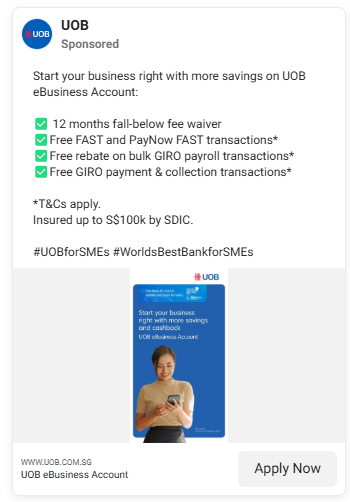 UOB
UOB
Sponsored
Start your business right with more savings on UOB
eBusiness Account:
✅ 12 months fall-below fee waiver
✅Free FAST and PayNow FAST transactions*
✅Free rebate on bulk GIRO payroll transactions*
✅Free GIRO payment & collection transactions*
*T&Cs apply.
Insured up to S$100k by SDIC.
#UOBforSMEs #WorldsBestBankforSMEs
UOB
Start your business
right with more savings
and cashback
UOB eBusiness Account
WWW.UOB.COM.SG
UOB eBusiness Account
Apply Now